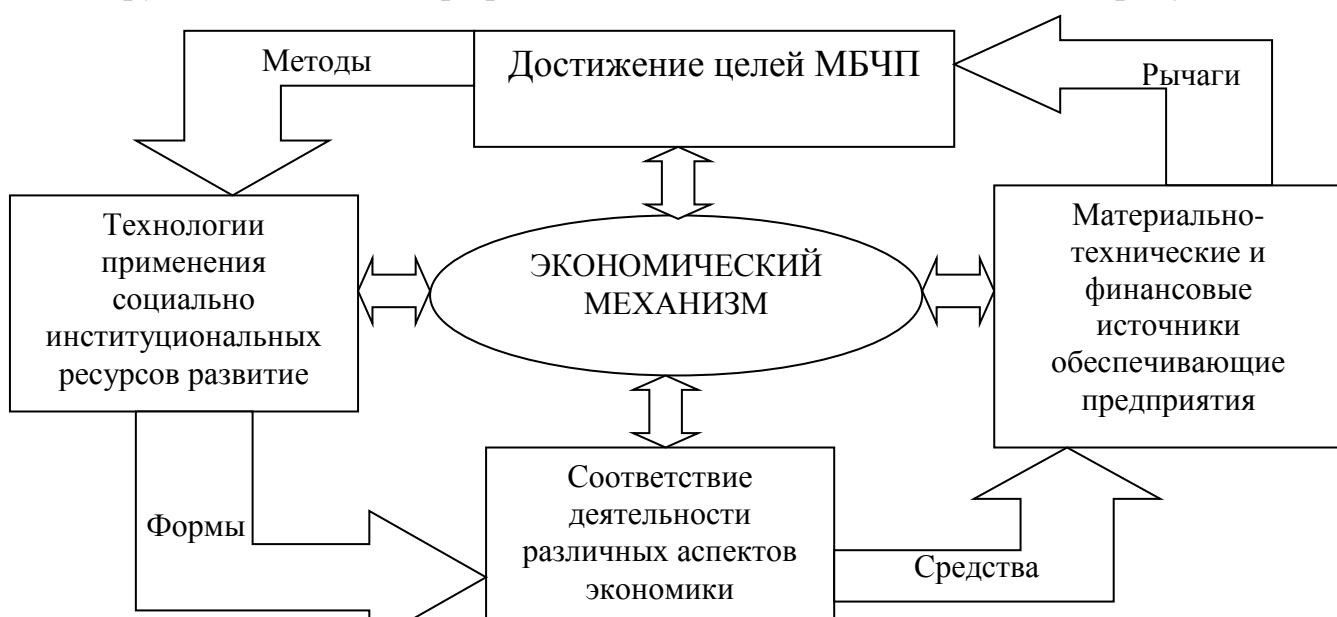 Методы
Достижение целей МБЧП
Рычаги
Технологии
применения
социально
институциональных
ресурсов развитие
ЭКОНОМИЧЕСКИЙ
МЕХАНИЗМ
Материально-
технические и
финансовые
источники
обеспечивающие
предприятия
Формы
Соответствие
деятельности
различных аспектов
экономики
Средства